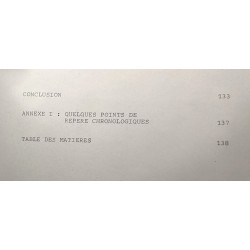 CONCLUSION 133
ANNEXE I : QUELQUES POINTS DE
REPERE CHRONOLOGIQUES 137
TABLE DES MATIERES 138